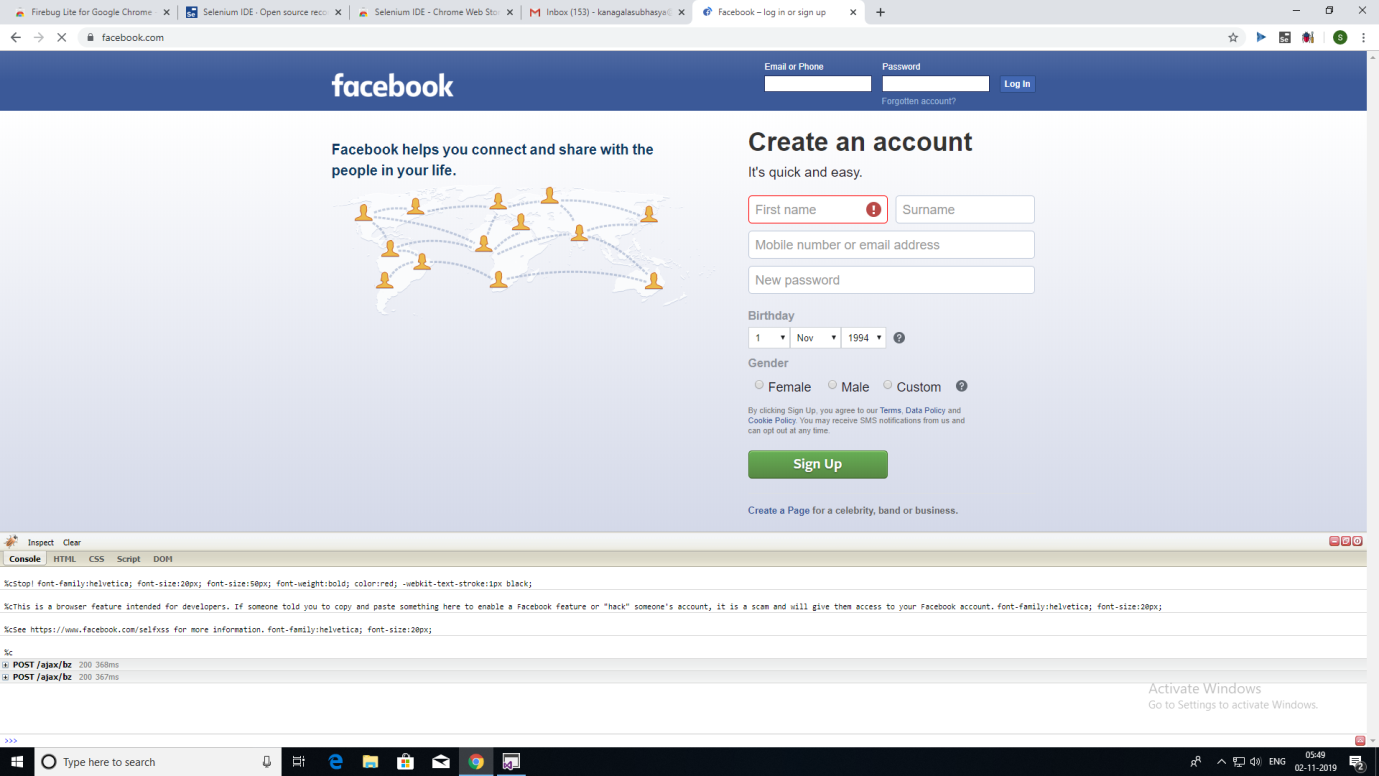 Firebug Lite for Google Chrome
Selenium IDE · Open source reco
Selenium IDE - Chrome Web Sto
Inbox (153) - kanagalasubhasya@
Facebook – log in or sign up
facebook.com
Se
S
facebook
Email or Phone
Password
Log In
Forgotten account?
Facebook helps you connect and share with the
people in your life.
Create an account
It's quick and easy.
First name
Surname
Mobile number or email address
New password
Birthday
1
Nov
1994
Gender
Female
Male
Custom
By clicking Sign Up, you agree to our Terms, Data Policy and
Cookie Policy. You may receive SMS notifications from us and
can opt out at any time.
Sign Up
Create a Page for a celebrity, band or business.
Inspect Clear
Console HTML CSS Script DOM
%cStop! font-family:helvetica; font-size:20px; font-size:50px; font-weight:bold; color:red; -webkit-text-stroke:1px black;
%cThis is a browser feature intended for developers. If someone told you to copy and paste something here to enable a Facebook feature or "hack" someone's account, it is a scam and will give them access to your Facebook account. font-family:helvetica; font-size:20px;
%cSee https://www.facebook.com/selfxss for more information. font-family:helvetica; font-size:20px;
%c
POST /ajax/bz 200 368ms
POST /ajax/bz 200 367ms
Activate Windows
Go to Settings to activate Windows.
>>>
Type here to search
ENG
05:49
02-11-2019
2